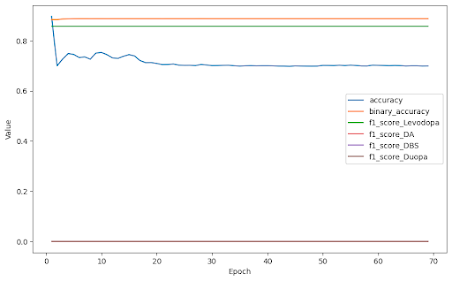 0.8
0.6
0.4
0.2
0.0
Value
0
10
20
30
40
50
60
70
Epoch
accuracy
binary_accuracy
f1_score_Levodopa
f1_score_DA
f1_score_DBS
f1_score_Duopa